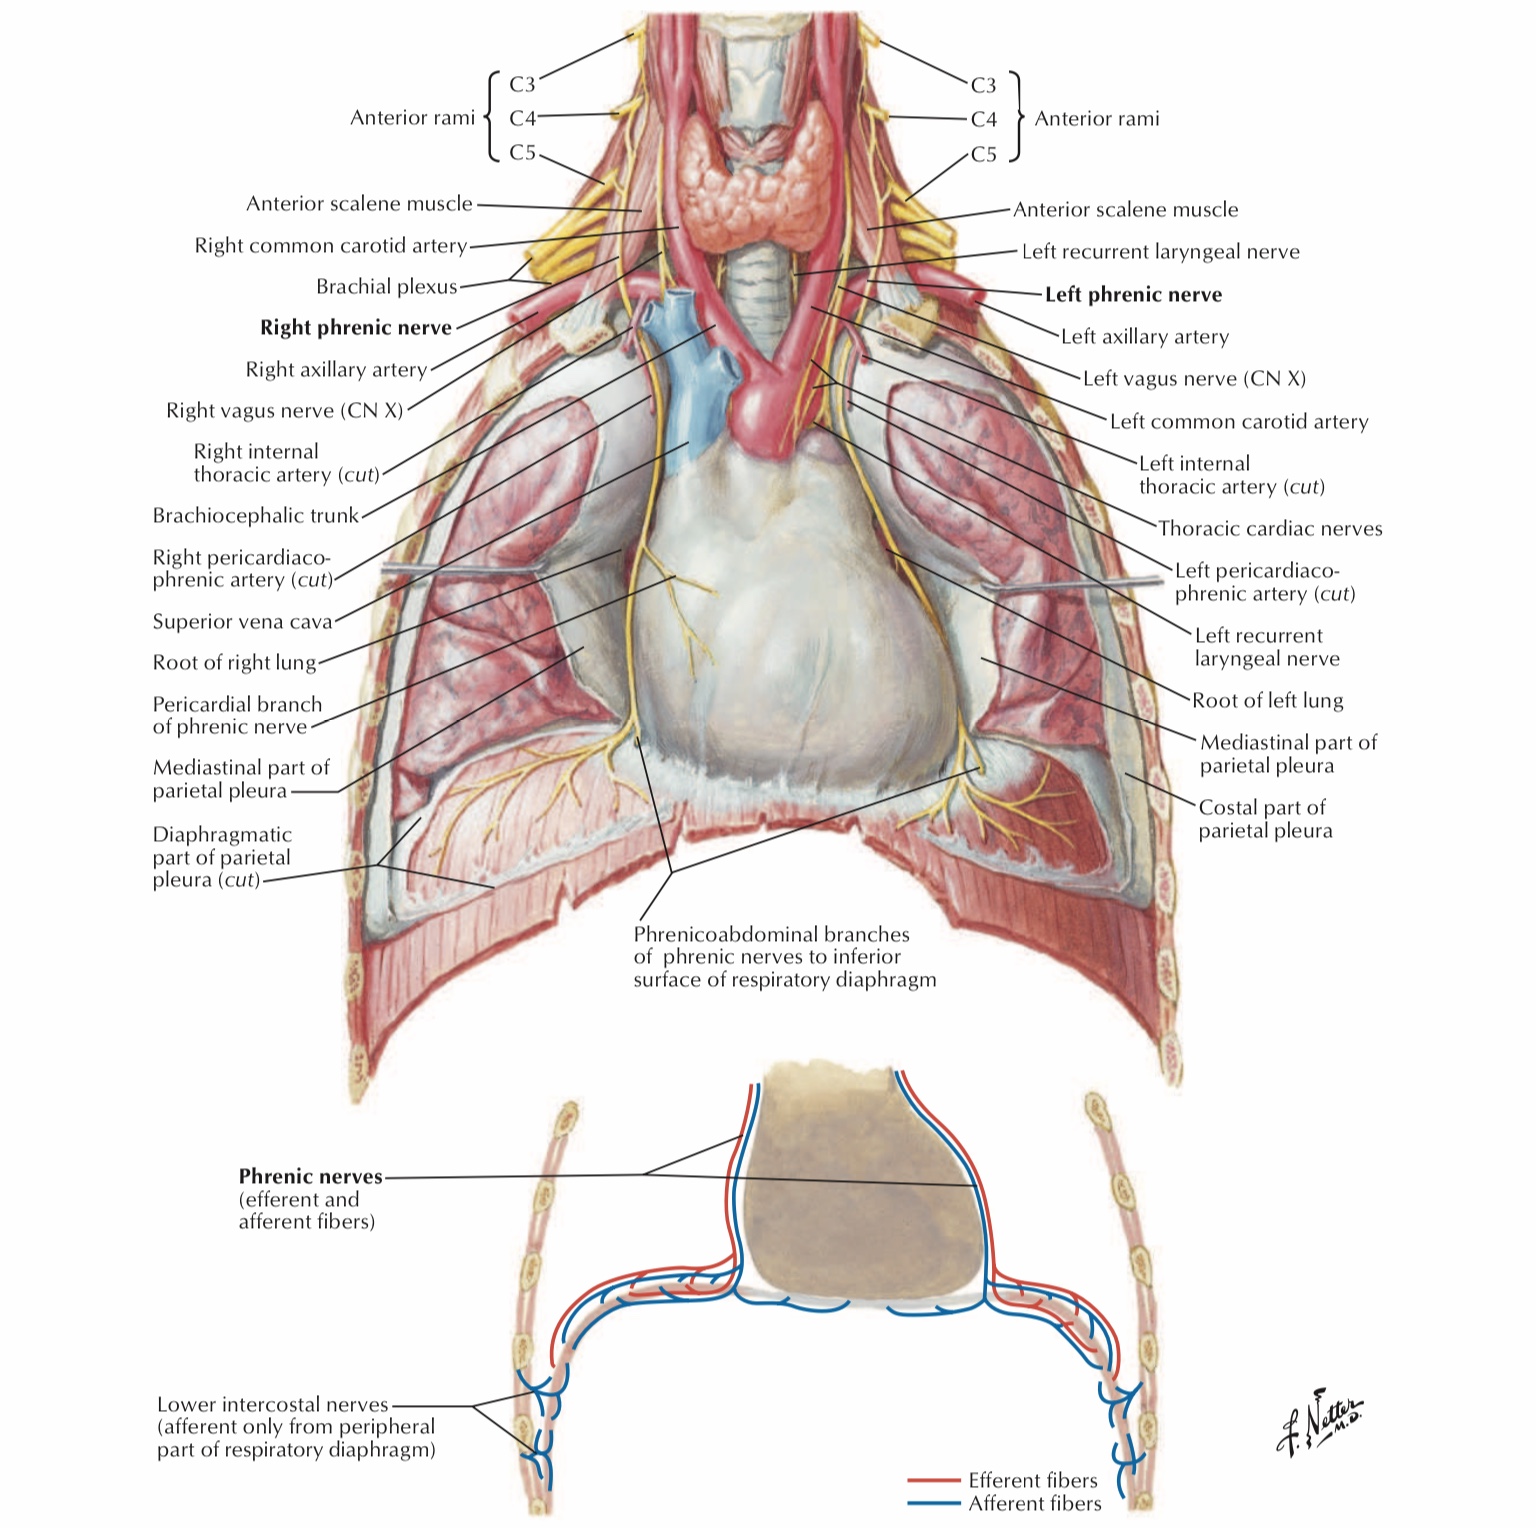 C3
Anterior rami
C4
C5
Anterior scalene muscle
Right common carotid artery
Brachial plexus
Right phrenic nerve
Right axillary artery
Right vagus nerve (CN X)
Right internal
thoracic artery (cut)
Brachiocephalic trunk
Right pericardiaco-
phrenic artery (cut)
Superior vena cava
Root of right lung
Pericardial branch
of phrenic nerve
Mediastinal part of
parietal pleura
Diaphragmatic
part of parietal
pleura (cut)
C3
C4
Anterior rami
C5
Anterior scalene muscle
Left recurrent laryngeal nerve
Left phrenic nerve
Left axillary artery
Left vagus nerve (CN X)
Left common carotid artery
Left internal
thoracic artery (cut)
Thoracic cardiac nerves
Left pericardiaco-
phrenic artery (cut)
Left recurrent
laryngeal nerve
Root of left lung
Mediastinal part of
parietal pleura
Costal part of
parietal pleura
Phrenicoabdominal branches
of phrenic nerves to inferior
surface of respiratory diaphragm
Phrenic nerves
(efferent and
afferent fibers)
Lower intercostal nerves
(afferent only from peripheral
part of respiratory diaphragm)
Efferent fibers
Afferent fibers
F. Netter
M.D.